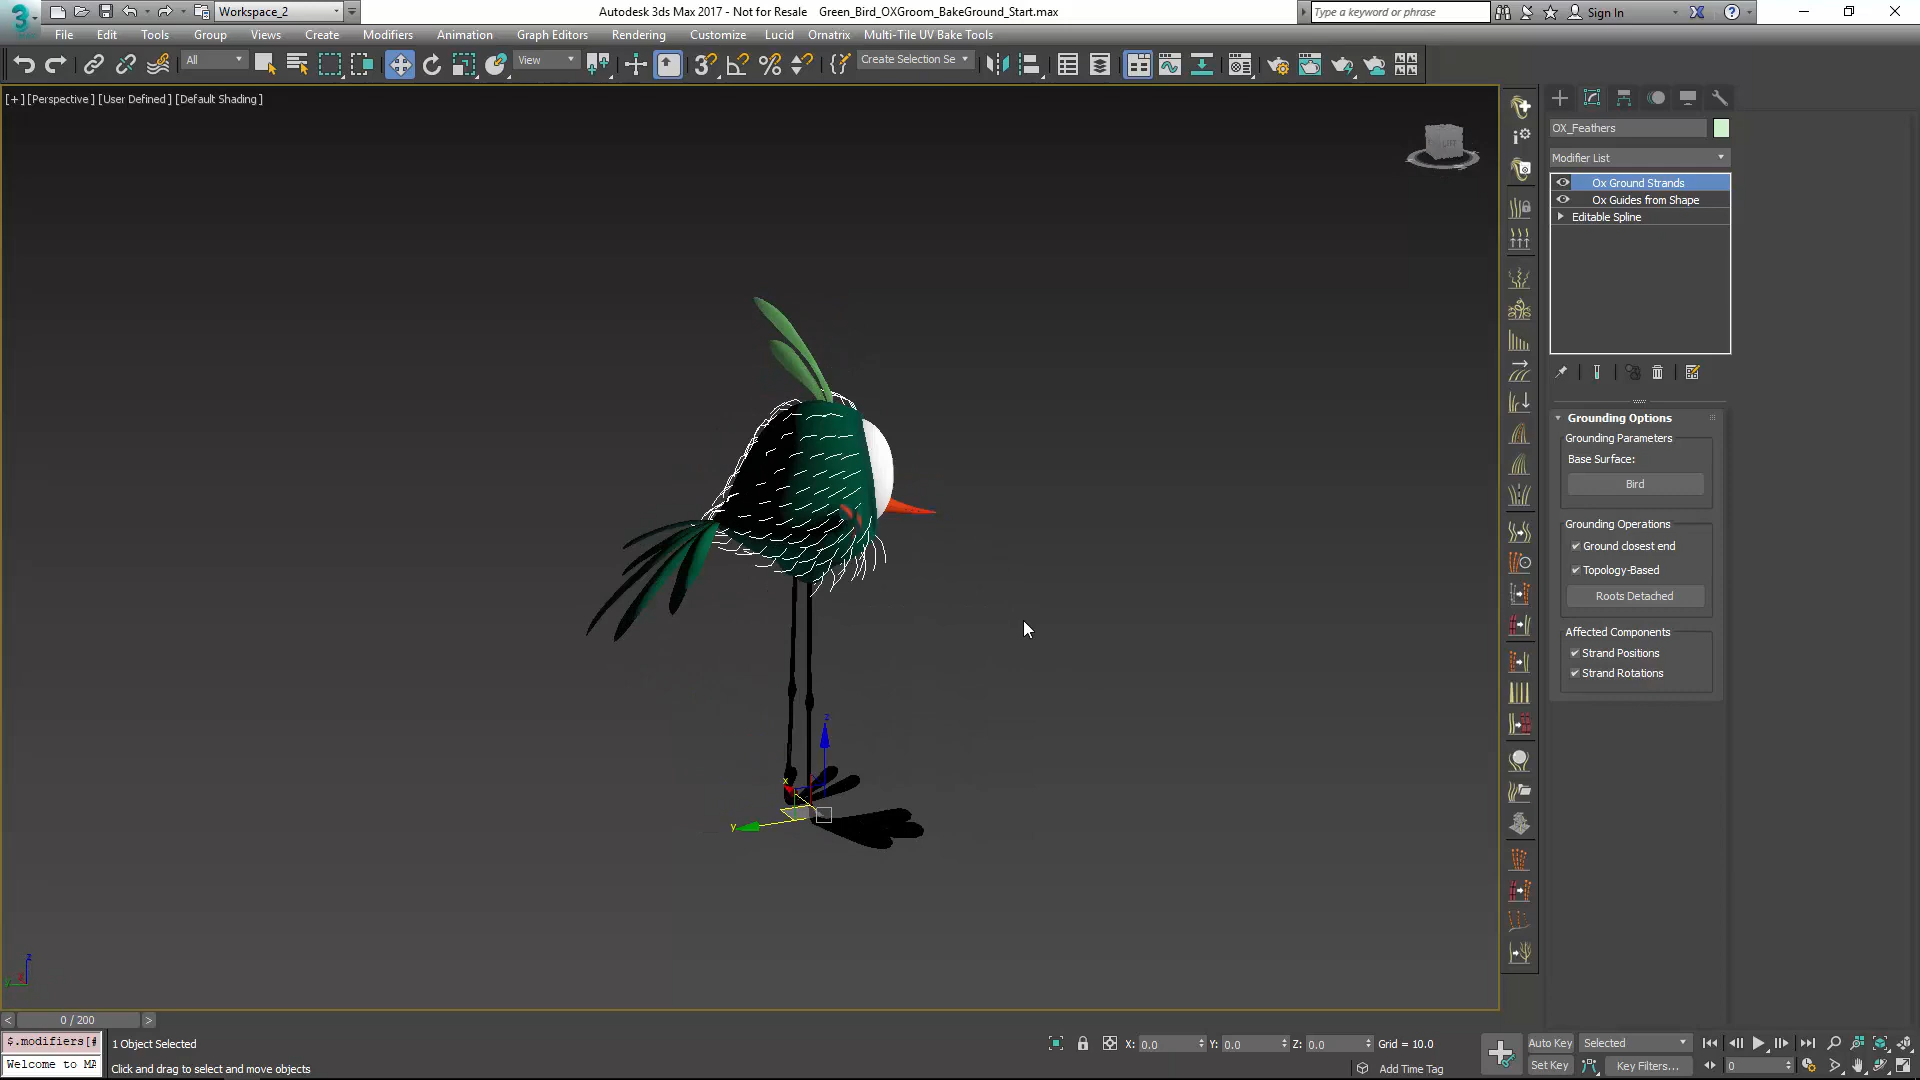 Workspace_2
Autodesk 3ds Max 2017 - Not for Resale    Green_Bird_OXGroom_BakeGround_Start.max
Type a keyword or phrase
Sign In
File Edit Tools Group Views Create Modifiers Animation Graph Editors Rendering Customize Lucid Ornatrix Multi-Tile UV Bake Tools
All
View
Create Selection Se
[+] [Perspective ] [User Defined ] [Default Shading ]
OX_Feathers
Modifier List
Ox Ground Strands
Ox Guides from Shape
Editable Spline
Grounding Options
Grounding Parameters
Base Surface:
Bird
Grounding Operations
Ground closest end
Topology-Based
Roots Detached
Affected Components
Strand Positions
Strand Rotations
z
x
y
z
0 / 200
$.modifiers[#
Welcome to MA
1 Object Selected
Click and drag to select and move objects
X: 0.0 Y: 0.0 Z: 0.0 Grid = 10.0
Add Time Tag
Auto Key
Selected
Set Key
Key Filters...
0